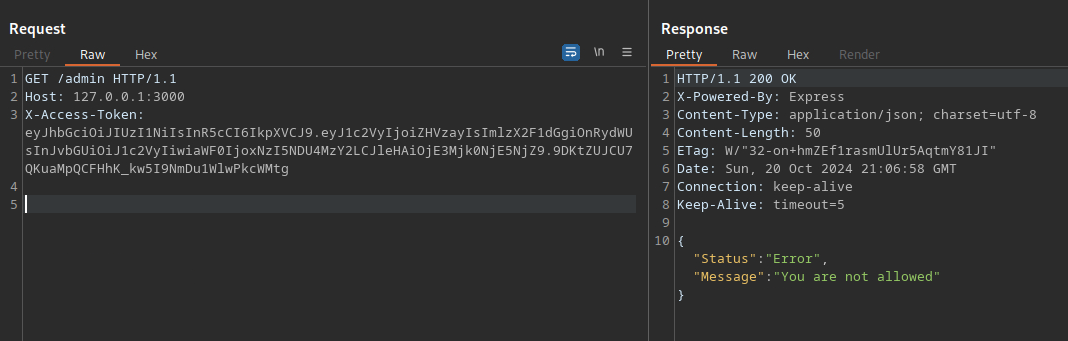 Request
Pretty Raw Hex
\n
1 GET /admin HTTP/1.1
2 Host: 127.0.0.1:3000
3 X-Access-Token:
eyJhbGciOiJIUzI1NiIsInR5cCI6IkpXVCJ9.eyJ1c2VyIjoiZHVzayIsImlzX2F1dGgiOnRydWU
sInJvbGUiOiJ1c2VyIiwiaWF0IjoxNzI5NDU4MzY2LCJleHAiOjE3Mjk0NjE5NjZ9.9DKtZUJCU7
QKuaMpQCFHhK_kw5I9NmDu1WlwPkcWMtg
4
5
Response
Pretty Raw Hex Render
1 HTTP/1.1 200 OK
2 X-Powered-By: Express
3 Content-Type: application/json; charset=utf-8
4 Content-Length: 50
5 ETag: W/"32-on+hmZEf1rasmUlUr5AqtmY81JI"
6 Date: Sun, 20 Oct 2024 21:06:58 GMT
7 Connection: keep-alive
8 Keep-Alive: timeout=5
9
10 {
"Status":"Error",
"Message":"You are not allowed"
}